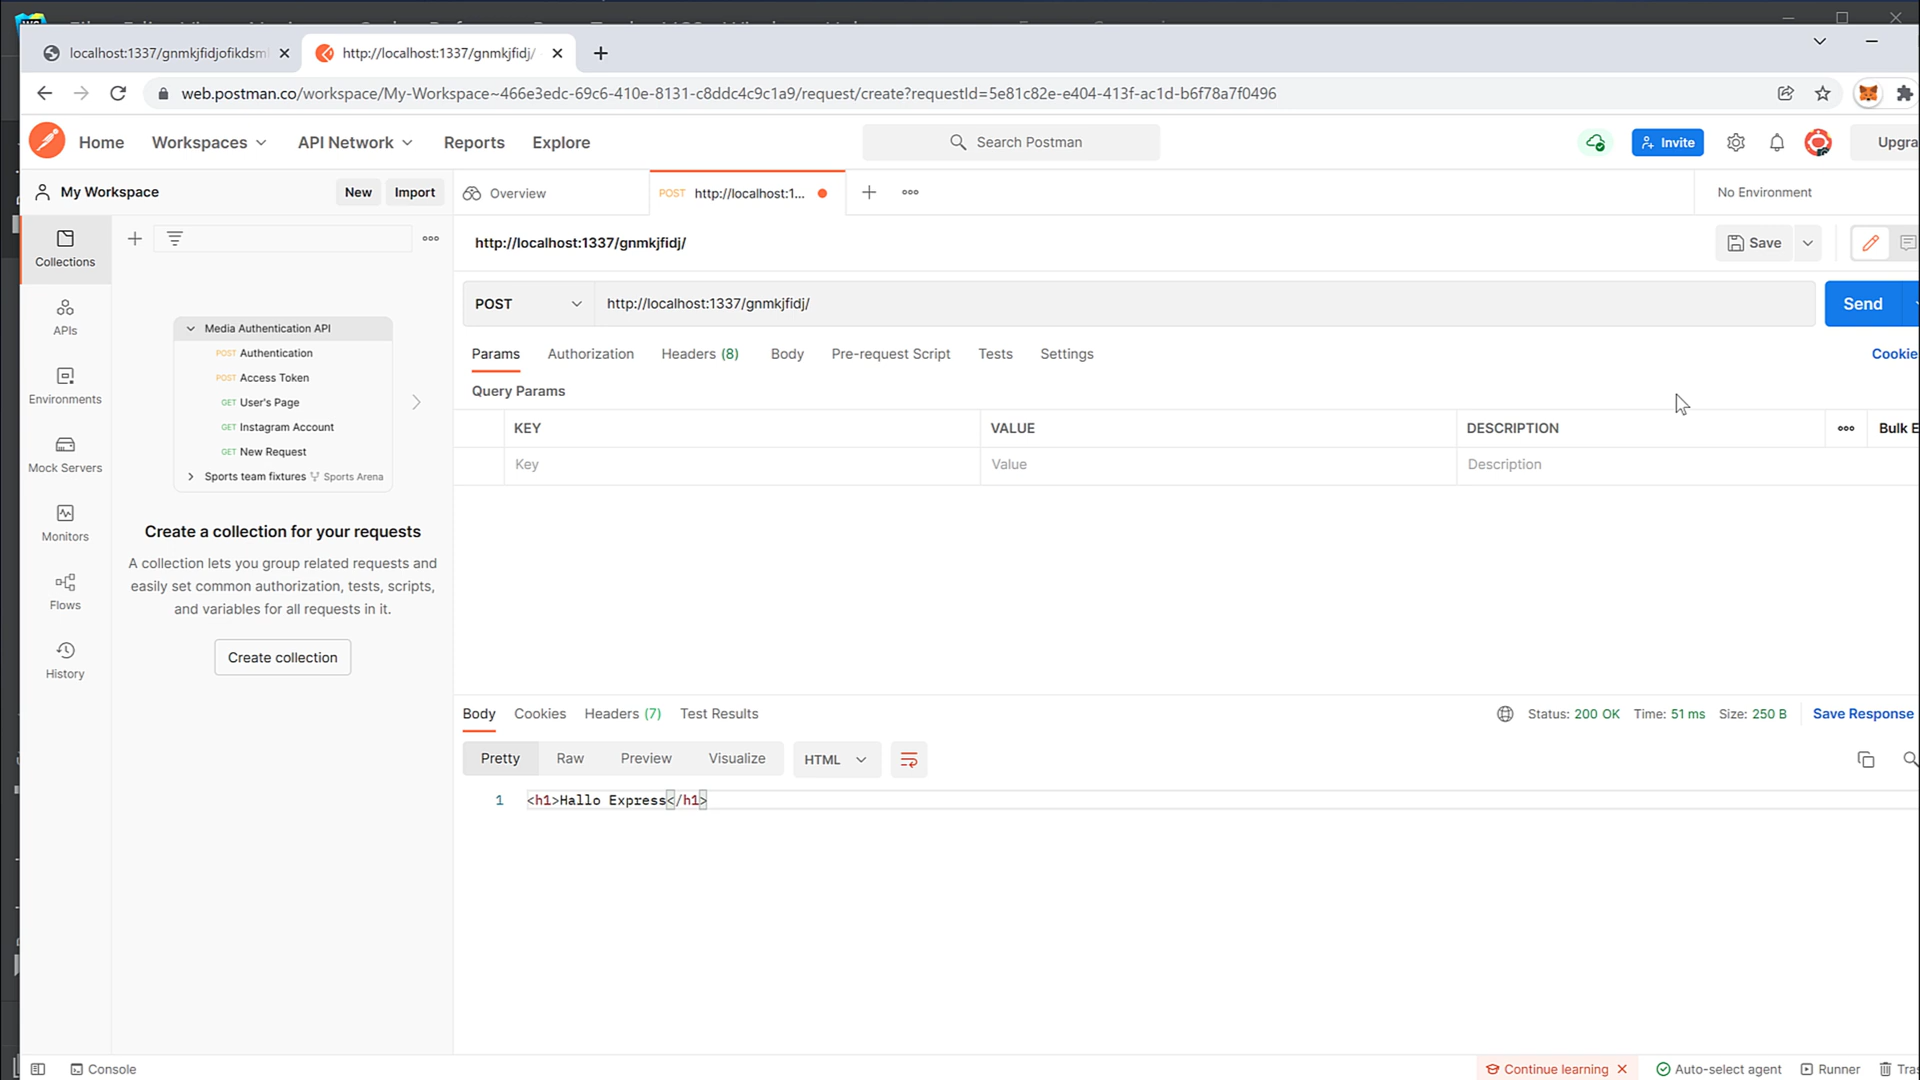 localhost:1337/gnmkjfidjofikdsm
http://localhost:1337/gnmkjfidj/
web.postman.co/workspace/My-Workspace~466e3edc-69c6-410e-8131-c8ddc4c9c1a9/request/create?requestId=5e81c82e-e404-413f-ac1d-b6f78a7f0496
Home Workspaces API Network Reports Explore Search Postman Invite Upgra
My Workspace New Import Overview POST http://localhost:1... No Environment
Collections
http://localhost:1337/gnmkjfidj/ Save
POST http://localhost:1337/gnmkjfidj/ Send
Params Authorization Headers (8) Body Pre-request Script Tests Settings Cookie
Query Params
KEY VALUE DESCRIPTION Bulk E
Key Value Description
APIs
Environments
Mock Servers
Monitors
Flows
History
Media Authentication API
POST Authentication
POST Access Token
GET User's Page
GET Instagram Account
GET New Request
Sports team fixtures Sports Arena
Create a collection for your requests
A collection lets you group related requests and
easily set common authorization, tests, scripts,
and variables for all requests in it.
Create collection
Body Cookies Headers (7) Test Results Status: 200 OK Time: 51 ms Size: 250 B Save Response
Pretty Raw Preview Visualize HTML
1 <h1>Hallo Express</h1>
Console Continue learning Auto-select agent Runner Tras